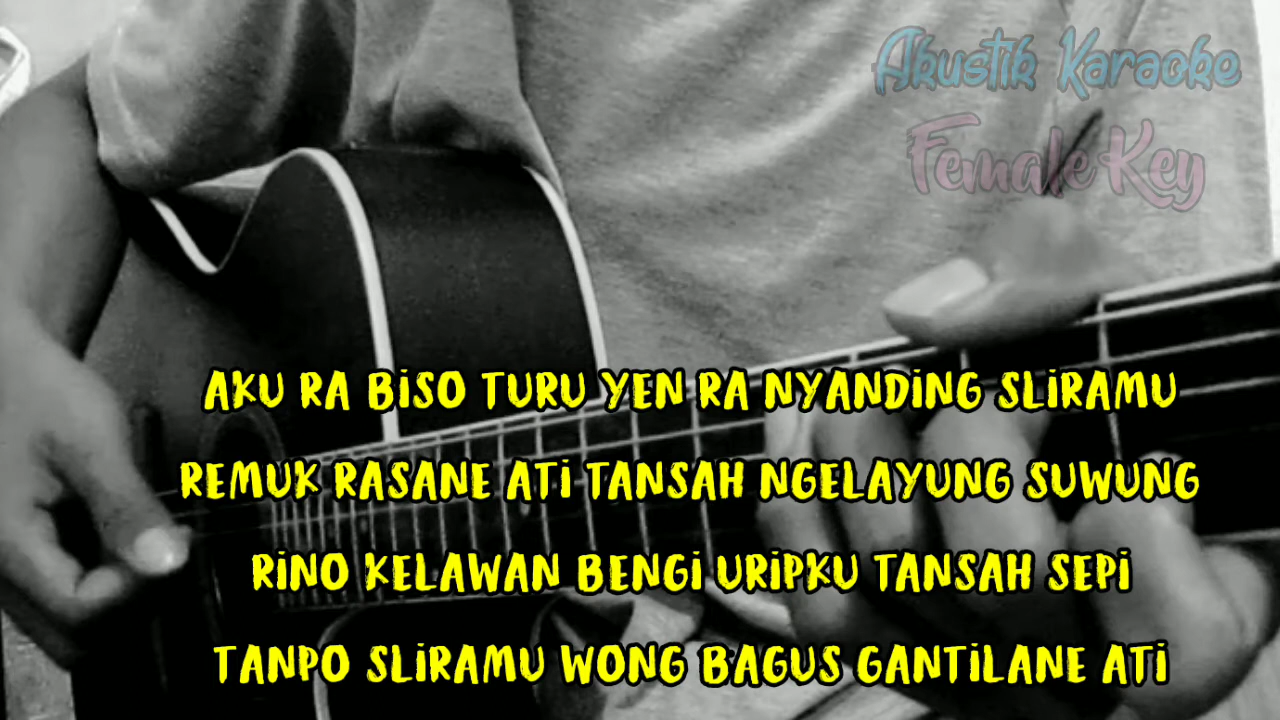 Akustik Karaoke
Female Key
AKU RA BiSO TURU YEN RA NYANDiNG SLiRAMU
REMUK RASANE ATi TANSAH NGELAYUNG SUWUNG
RiNO KELAWAN BENGi URiPKU TANSAH SEPi
TANPO SLiRAMU WONG BAGUS GANTiLANE ATi